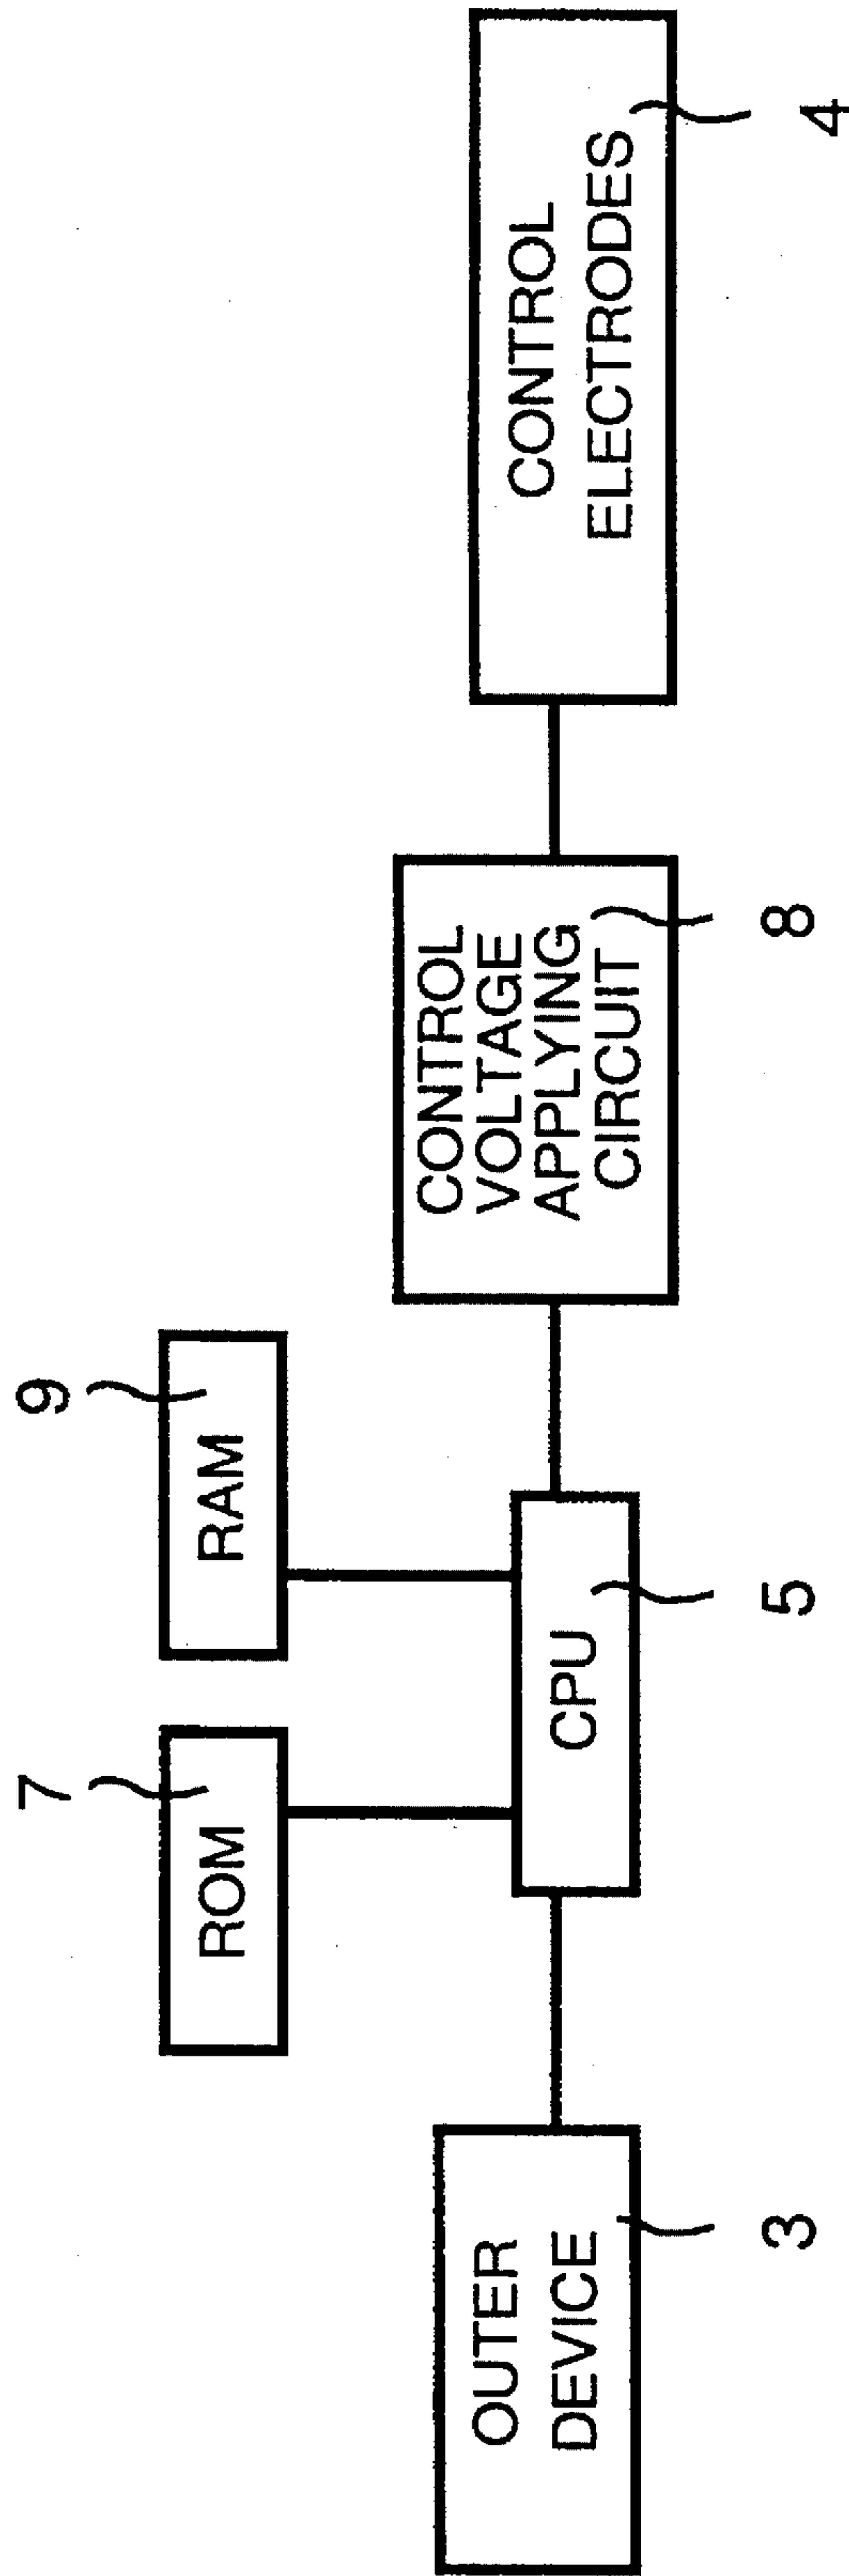 7
9
ROM
RAM
OUTER
DEVICE
3
CPU
5
CONTROL
VOLTAGE
APPLYING
CIRCUIT
8
CONTROL
ELECTRODES
4